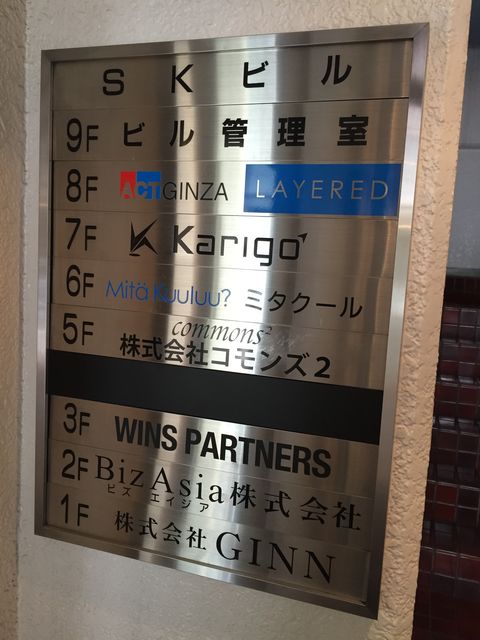 SKビル
9F ビル管理室
8F ACTGINZA LAYERED
7F Karigo
6F Mitä Kuuluu? ミタクール
5F commons²
株式会社コモンズ2
3F WINS PARTNERS
2F BizAsia株式会社
ビズ エイジア
1F 株式会社GINN